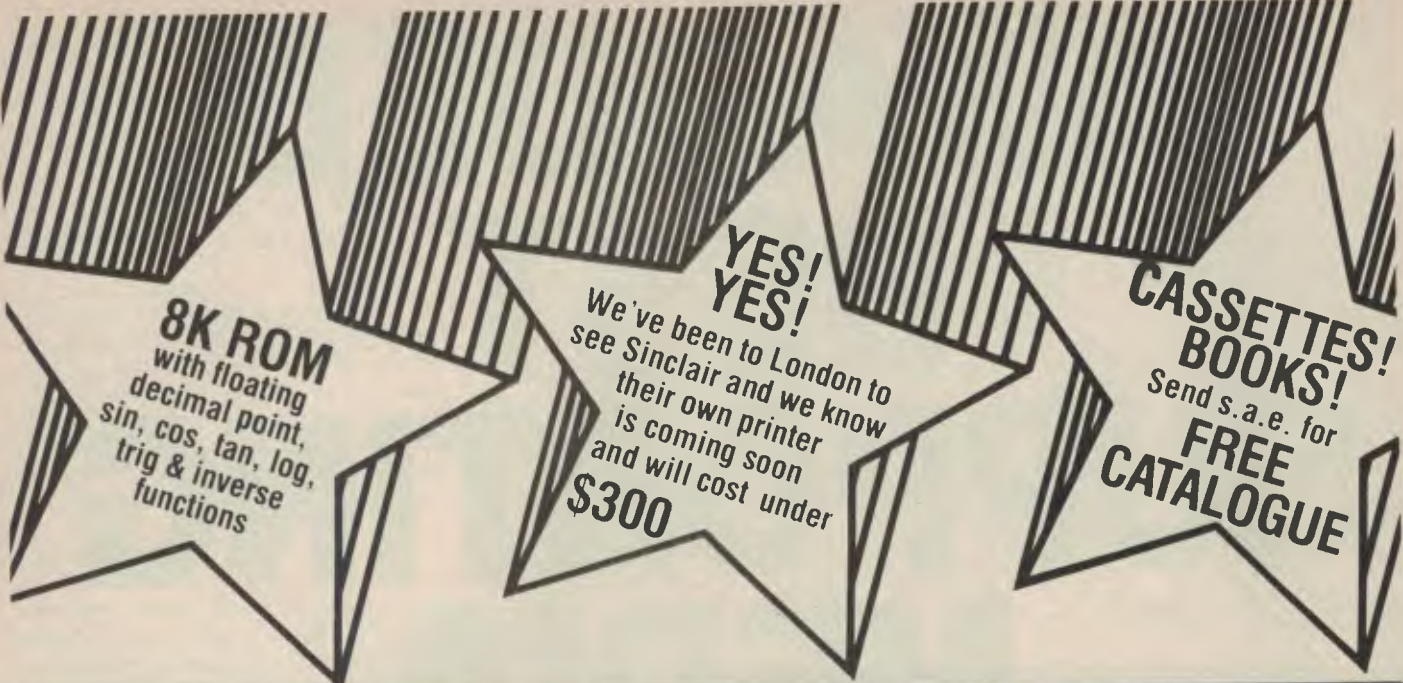 8K ROM
with floating
decimal point,
sin, cos, tan, log,
trig & inverse
functions
YES!
YES!
We've been to London to
see Sinclair and we know
their own printer
is coming soon
and will cost under
$300
CASSETTES!
BOOKS!
Send s.a.e. for
FREE
CATALOGUE